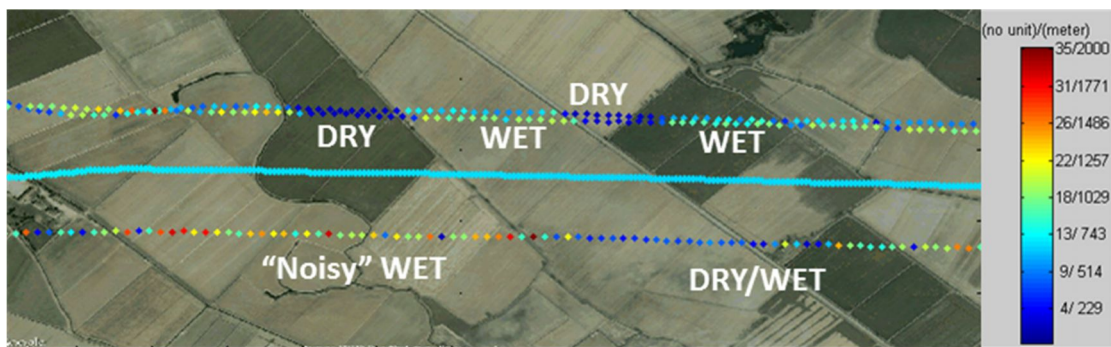 (no unit)/(meter)
35/2000
31/1771
26/1486
22/1257
18/1029
13/ 743
9/ 514
4/ 229
DRY
DRY
WET
WET
“Noisy” WET
DRY/WET